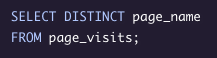 SELECT DISTINCT page_name
FROM page_visits;